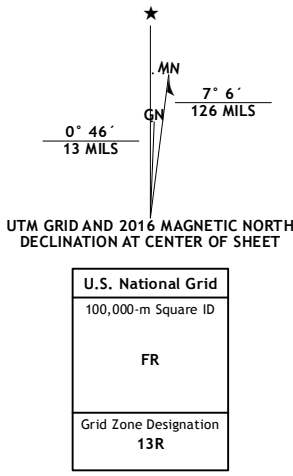 ★
MN
GN
7° 6´
126 MILS
0° 46´
13 MILS
UTM GRID AND 2016 MAGNETIC NORTH
DECLINATION AT CENTER OF SHEET
U.S. National Grid
100,000-m Square ID
FR
Grid Zone Designation
13R